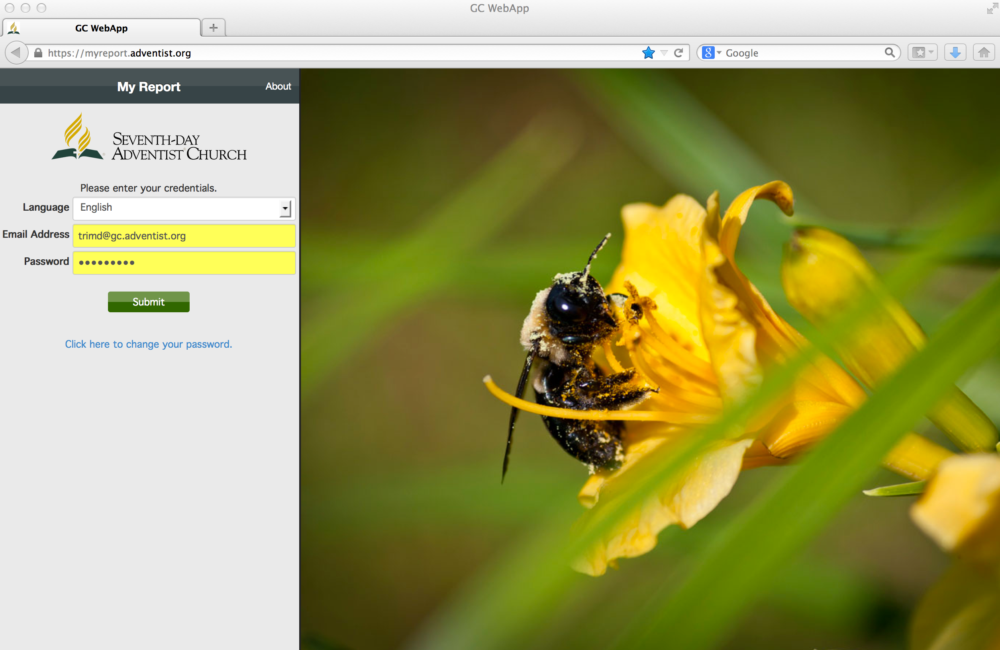 GC WebApp
GC WebApp
https://myreport.adventist.org
Google
My Report
About
SEVENTH-DAY
ADVENTIST CHURCH
Please enter your credentials.
Language English
Email Address trimd@gc.adventist.org
Password •••••••••
Submit
Click here to change your password.